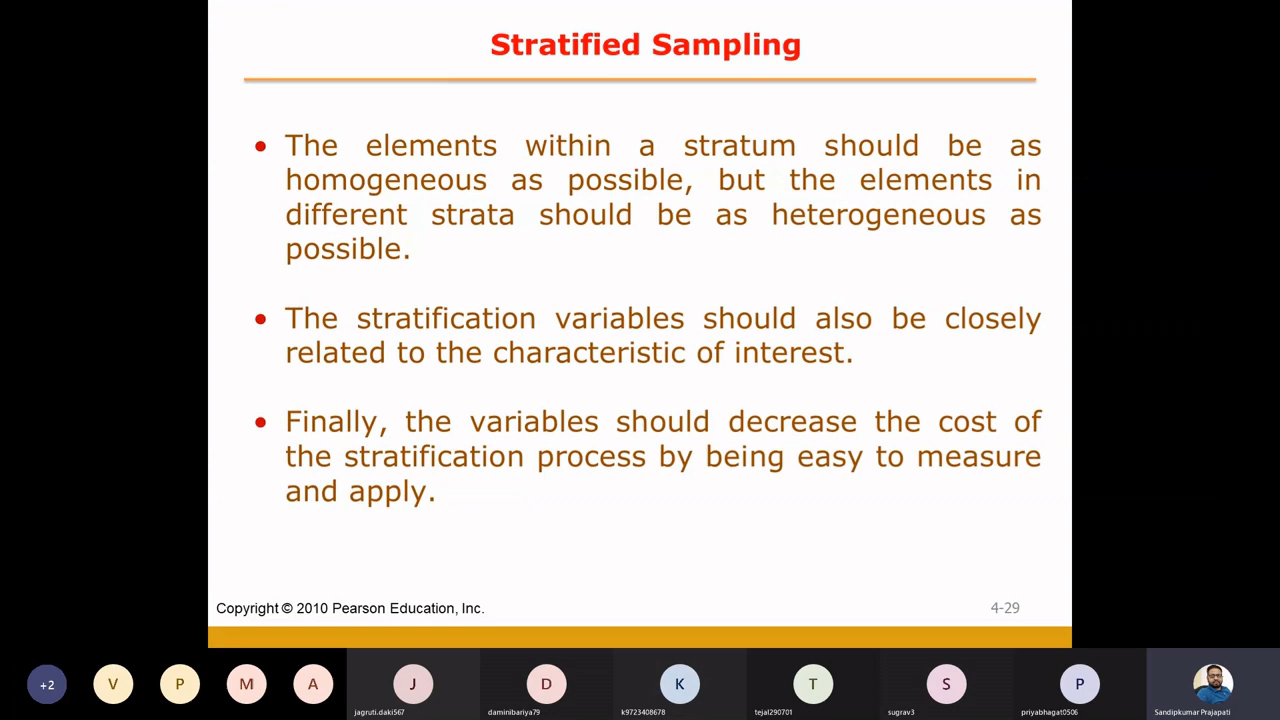 Stratified Sampling
• The elements within a stratum should be as
homogeneous as possible, but the elements in
different strata should be as heterogeneous as
possible.
• The stratification variables should also be closely
related to the characteristic of interest.
• Finally, the variables should decrease the cost of
the stratification process by being easy to measure
and apply.
Copyright © 2010 Pearson Education, Inc.
4-29
+2
V
P
M
A
J
D
K
T
S
P
jagruti.daki567
daminibariya79
k9723408678
tejal290701
sugrav3
priyabhagat0506
Sandipkumar Prajapati